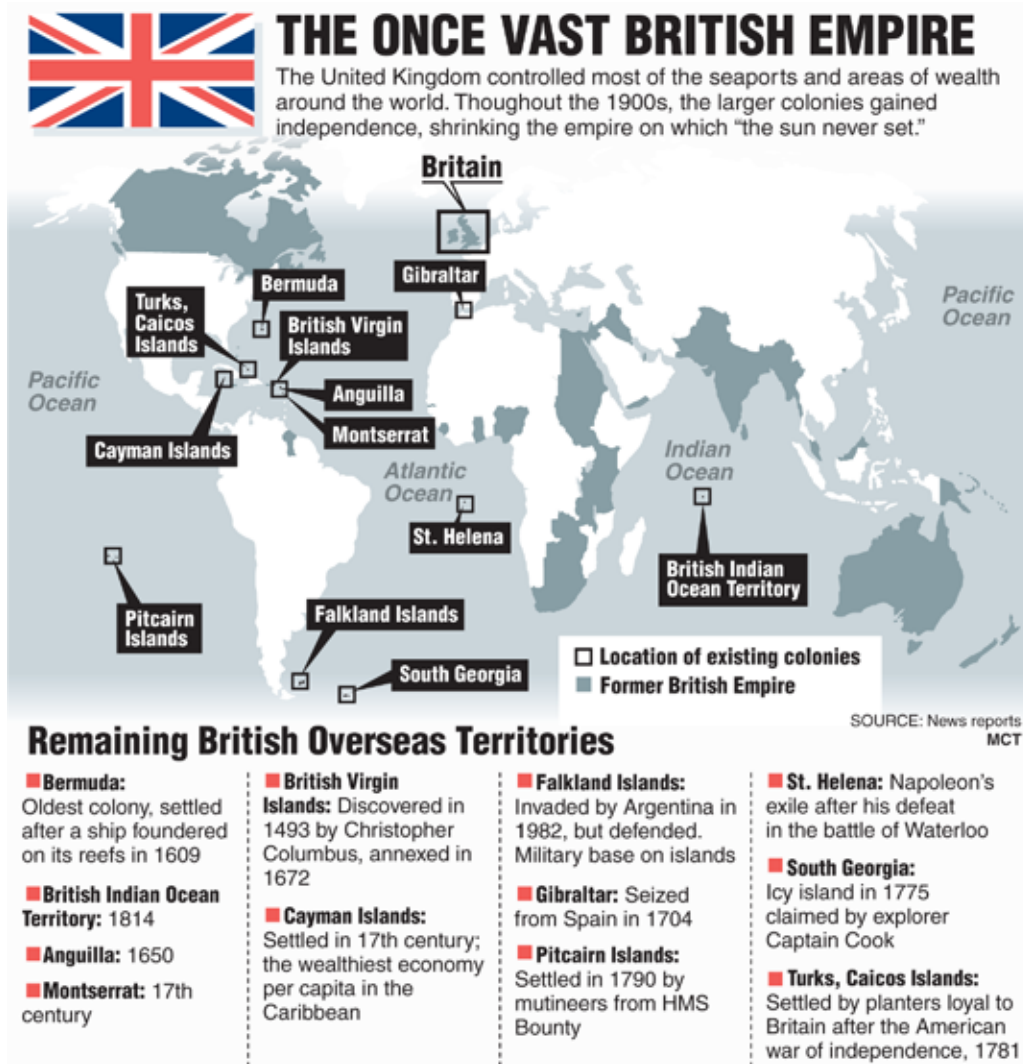 THE ONCE VAST BRITISH EMPIRE
The United Kingdom controlled most of the seaports and areas of wealth
around the world. Thoughout the 1900s, the larger colonies gained
independence, shrinking the empire on which “the sun never set.”
Britain
Gibraltar
Bermuda
Turks,
Caicos
Islands
British Virgin
Islands
Pacific
Ocean
Pacific
Ocean
Anguilla
Montserrat
Cayman Islands
Atlantic
Ocean
Indian
Ocean
St. Helena
British Indian
Ocean Territory
Pitcairn
Islands
Falkland Islands
South Georgia
Location of existing colonies
Former British Empire
SOURCE: News reports
MCT
Remaining British Overseas Territories
Bermuda:
Oldest colony, settled
after a ship foundered
on its reefs in 1609
British Indian Ocean
Territory: 1814
Anguilla: 1650
Montserrat: 17th
century
British Virgin
Islands: Discovered in
1493 by Christopher
Columbus, annexed in
1672
Cayman Islands:
Settled in 17th century;
the wealthiest economy
per capita in the
Caribbean
Falkland Islands:
Invaded by Argentina in
1982, but defended.
Military base on islands
Gibraltar: Seized
from Spain in 1704
Pitcairn Islands:
Settled in 1790 by
mutineers from HMS
Bounty
St. Helena: Napoleon’s
exile after his defeat
in the battle of Waterloo
South Georgia:
Icy island in 1775
claimed by explorer
Captain Cook
Turks, Caicos Islands:
Settled by planters loyal to
Britain after the American
war of independence, 1781